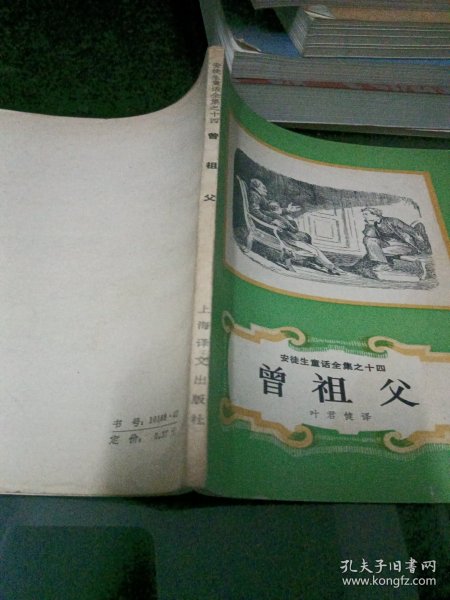 安徒生童话全集之十四
曾祖父
上海译文出版社
安徒生童话全集之十四
曾祖父
叶君健译
书号:
定价:
孔夫子旧书网
www.kongfz.com